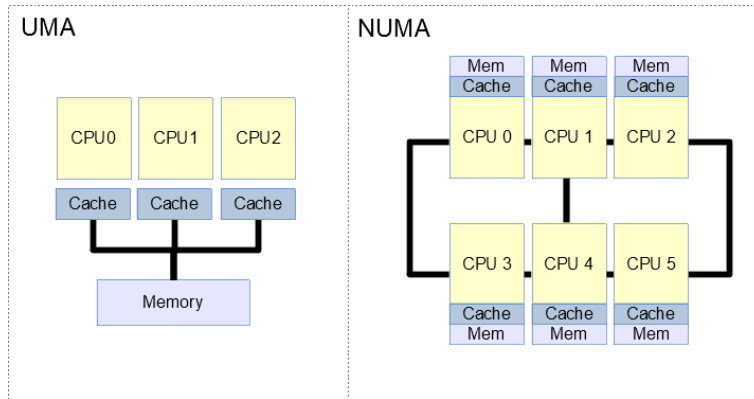 UMA
CPU0 CPU1 CPU2
Cache Cache Cache
Memory
NUMA
Mem Mem Mem
Cache Cache Cache
CPU 0 CPU 1 CPU 2
CPU 3 CPU 4 CPU 5
Cache Cache Cache
Mem Mem Mem